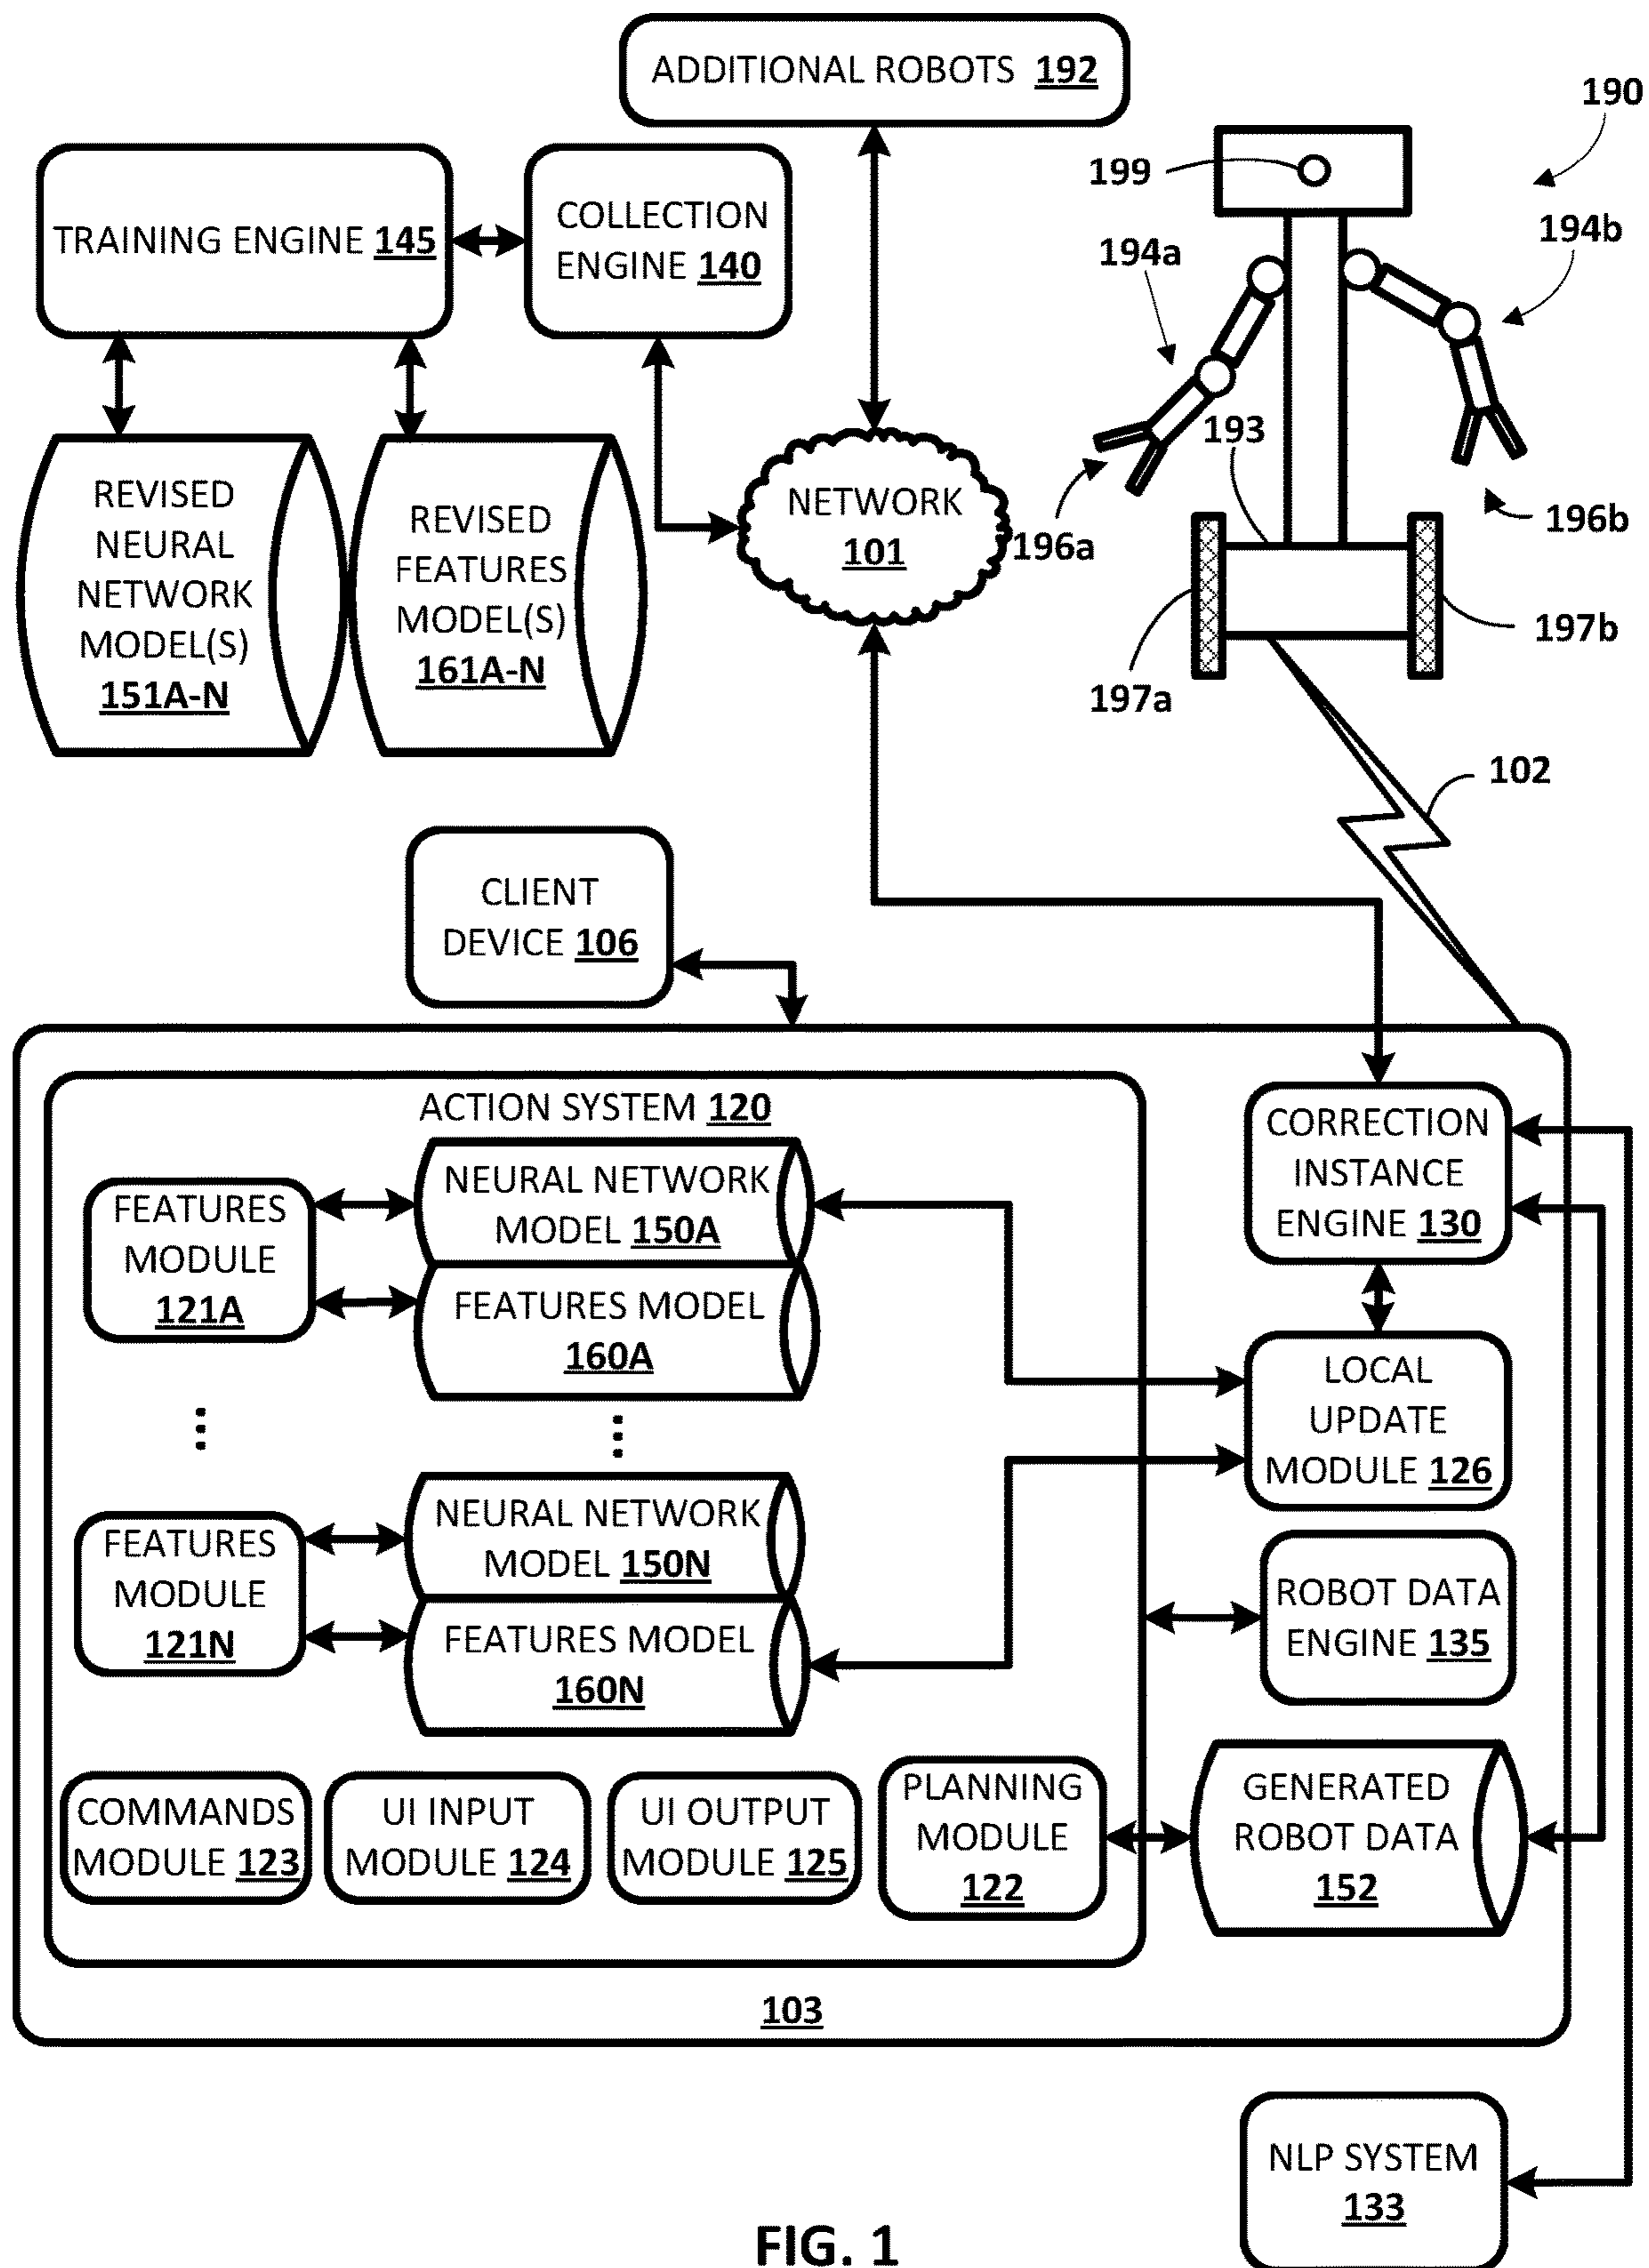 ADDITIONAL ROBOTS 192
190
199
TRAINING ENGINE 145
COLLECTION
ENGINE 140
194a
194b
193
196a
196b
197a
197b
102
NETWORK
101
REVISED
NEURAL
NETWORK
MODEL(S)
151A-N
REVISED
FEATURES
MODEL(S)
161A-N
CLIENT
DEVICE 106
ACTION SYSTEM 120
FEATURES
MODULE
121A
NEURAL NETWORK
MODEL 150A
FEATURES MODEL
160A
⋮
⋮
FEATURES
MODULE
121N
NEURAL NETWORK
MODEL 150N
FEATURES MODEL
160N
COMMANDS
MODULE 123
UI INPUT
MODULE 124
UI OUTPUT
MODULE 125
PLANNING
MODULE
122
CORRECTION
INSTANCE
ENGINE 130
LOCAL
UPDATE
MODULE 126
ROBOT DATA
ENGINE 135
GENERATED
ROBOT DATA
152
103
NLP SYSTEM
133
FIG. 1